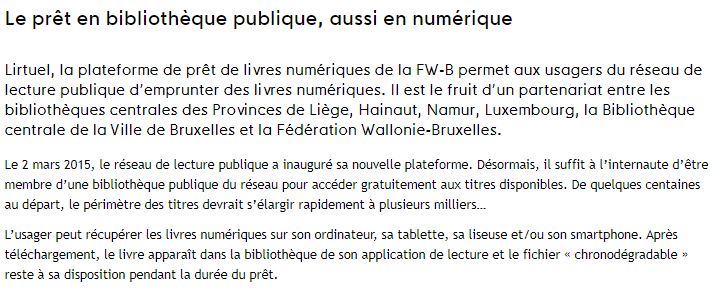 Le prêt en bibliothèque publique, aussi en numérique
Lirtuel, la plateforme de prêt de livres numériques de la FW-B permet aux usagers du réseau de
lecture publique d'emprunter des livres numériques. Il est le fruit d'un partenariat entre les
bibliothèques centrales des Provinces de Liège, Hainaut, Namur, Luxembourg, la Bibliothèque
centrale de la Ville de Bruxelles et la Fédération Wallonie-Bruxelles.
Le 2 mars 2015, le réseau de lecture publique a inauguré sa nouvelle plateforme. Désormais, il suffit à l'internaute d'être
membre d'une bibliothèque publique du réseau pour accéder gratuitement aux titres disponibles. De quelques centaines
au départ, le périmètre des titres devrait s'élargir rapidement à plusieurs milliers…
L'usager peut récupérer les livres numériques sur son ordinateur, sa tablette, sa liseuse et/ou son smartphone. Après
téléchargement, le livre apparaît dans la bibliothèque de son application de lecture et le fichier « chronodégradable »
reste à sa disposition pendant la durée du prêt.